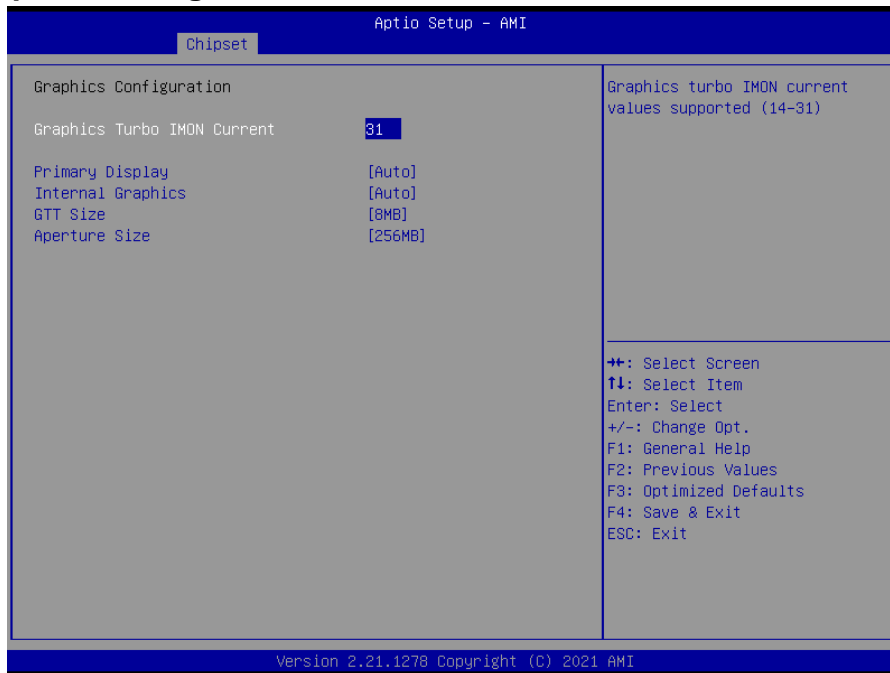 Aptio Setup – AMI
Chipset
Graphics Configuration
Graphics Turbo IMON Current 31
Primary Display [Auto]
Internal Graphics [Auto]
GTT Size [8MB]
Aperture Size [256MB]
Graphics turbo IMON current
values supported (14-31)
→←: Select Screen
↑↓: Select Item
Enter: Select
+/-: Change Opt.
F1: General Help
F2: Previous Values
F3: Optimized Defaults
F4: Save & Exit
ESC: Exit
Version 2.21.1278 Copyright (C) 2021 AMI